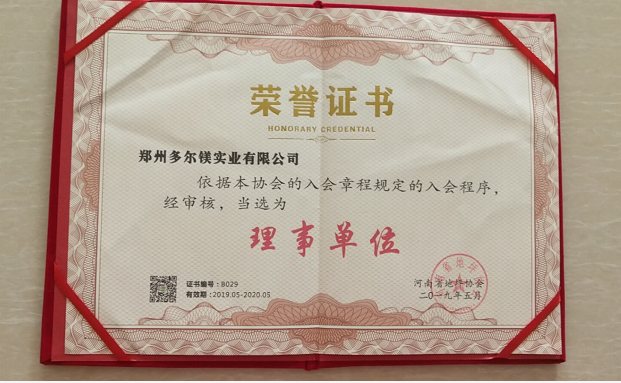 荣誉证书
HONORARY CREDENTIAL
郑州多尔镁实业有限公司
依据本协会的入会章程规定的入会程序，
经审核，当选为
理事单位
证书编号：B029
有效期：2019.05-2020.05
河南省地坪协会
二〇一九年五月